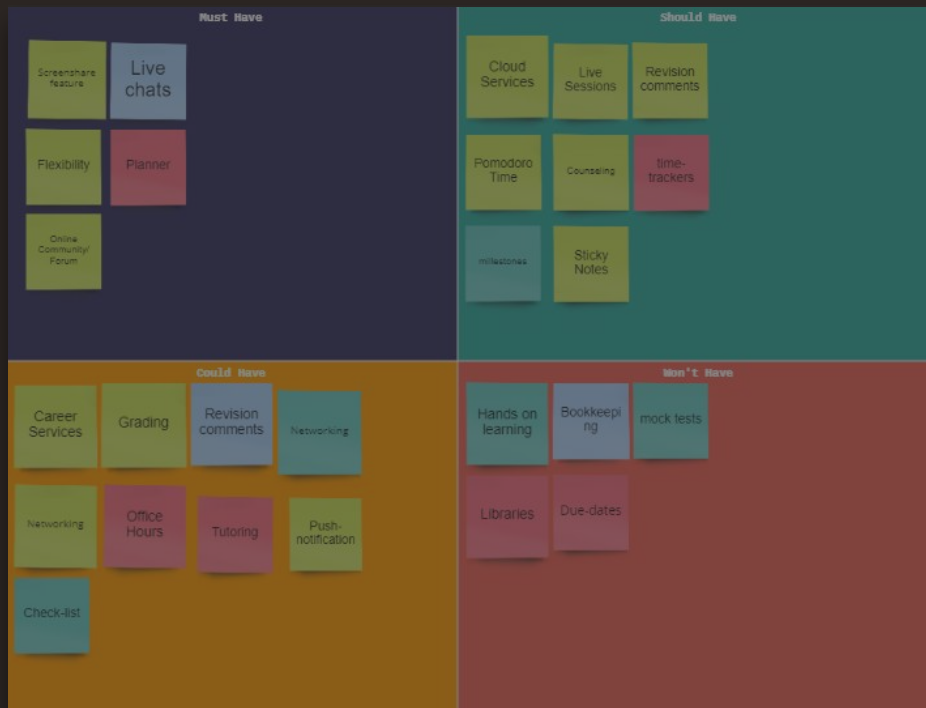 Must Have
Screenshare
feature
Live
chats
Flexibility
Planner
Online
Community/
Forum
Should Have
Cloud
Services
Live
Sessions
Revision
comments
Pomodoro
Time
Counseling
time-
trackers
milestones
Sticky
Notes
Could Have
Career
Services
Grading
Revision
comments
Networking
Networking
Office
Hours
Tutoring
Push-
notification
Check-list
Won't Have
Hands on
learning
Bookkeepi
ng
mock tests
Libraries
Due-dates